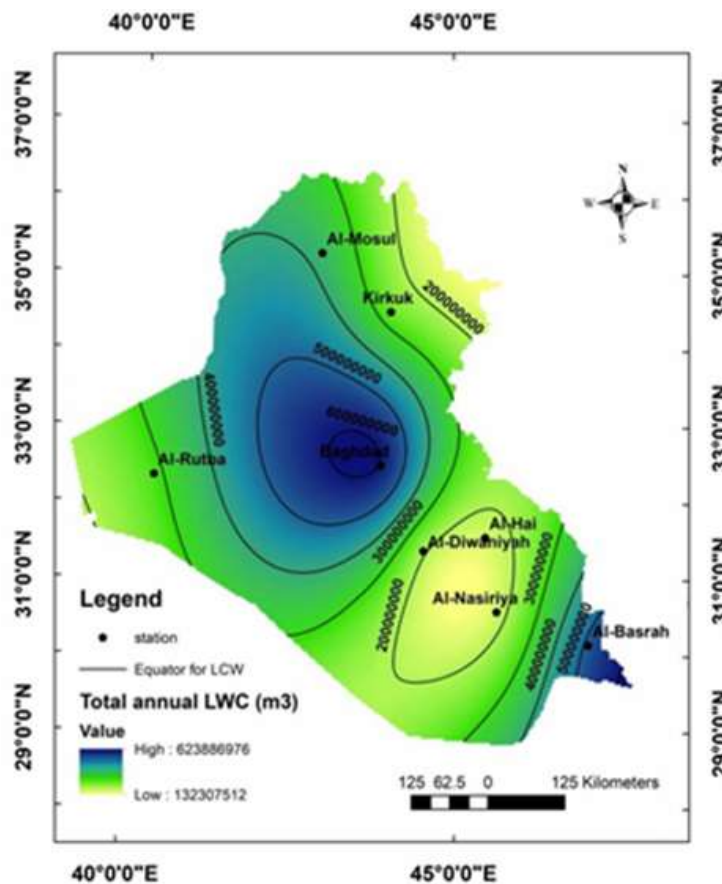 40°0'0"E 45°0'0"E
37°0'0"N 37°0'0"N
N
W E
S
Al-Mosul
35°0'0"N 35°0'0"N
Kirkuk
200000000
500000000
400000000
600000000
33°0'0"N 33°0'0"N
Baghdad
Al-Rutba
Al-Hai
300000000
Al-Diwaniyah
300000000
31°0'0"N 31°0'0"N
Al-Nasiriya
200000000
Al-Basrah
500000000
400000000
Legend
station
Equator for LCW
Total annual LWC (m3)
Value
High : 623886976
Low : 132307512
29°0'0"N 29°0'0"N
125 62.5 0 125 Kilometers
40°0'0"E 45°0'0"E